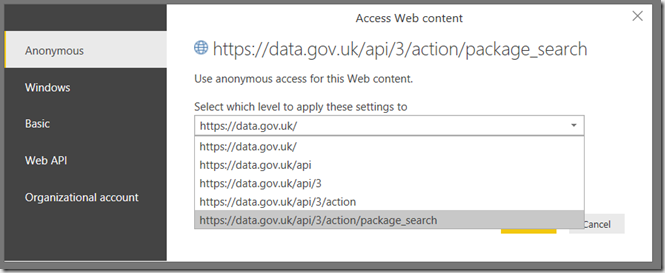 Access Web content
Anonymous
Windows
Basic
Web API
Organizational account
https://data.gov.uk/api/3/action/package_search
Use anonymous access for this Web content.
Select which level to apply these settings to
https://data.gov.uk/
https://data.gov.uk/
https://data.gov.uk/api
https://data.gov.uk/api/3
https://data.gov.uk/api/3/action
https://data.gov.uk/api/3/action/package_search
Cancel